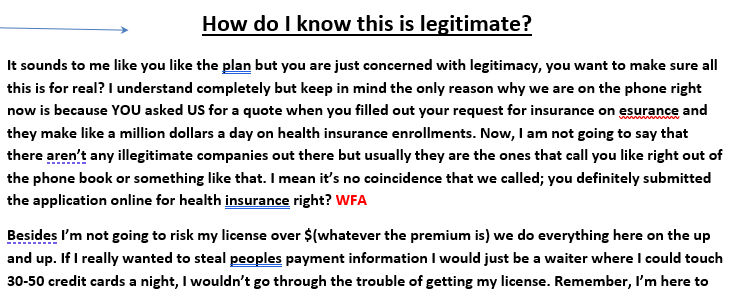 How do I know this is legitimate?
It sounds to me like you like the plan but you are just concerned with legitimacy, you want to make sure all
this is for real? I understand completely but keep in mind the only reason why we are on the phone right
now is because YOU asked US for a quote when you filled out your request for insurance on esurance and
they make like a million dollars a day on health insurance enrollments. Now, I am not going to say that
there aren’t any illegitimate companies out there but usually they are the ones that call you like right out of
the phone book or something like that. I mean it’s no coincidence that we called; you definitely submitted
the application online for health insurance right? WFA
Besides I’m not going to risk my license over $(whatever the premium is) we do everything here on the up
and up. If I really wanted to steal peoples payment information I would just be a waiter where I could touch
30-50 credit cards a night, I wouldn’t go through the trouble of getting my license. Remember, I’m here to